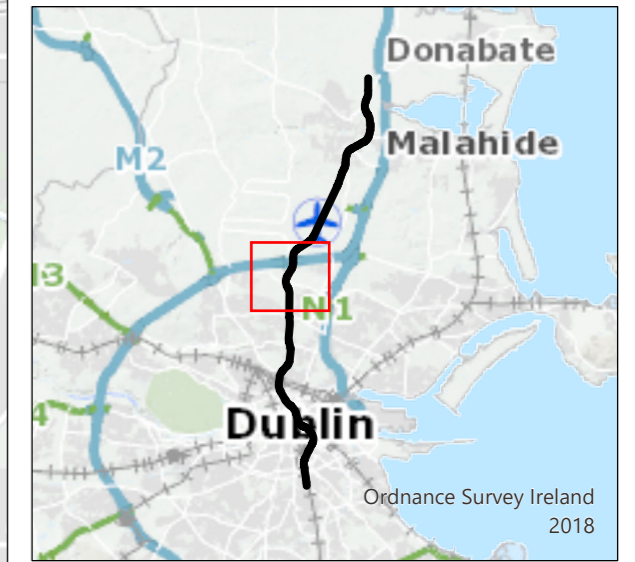 Donabate
M2
Malahide
N1
Dublin
Ordnance Survey Ireland
2018